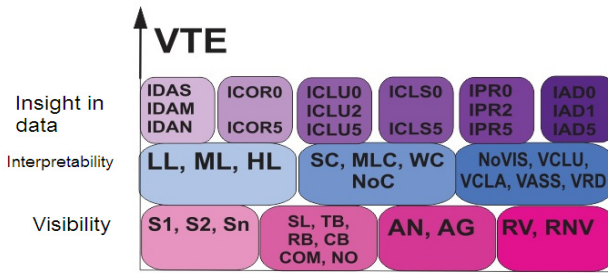 VTE
Insight in
data
IDAS
IDAM
IDAN
ICOR0
ICOR5
ICLU0
ICLU2
ICLU5
ICLS0
ICLS5
IPR0
IPR2
IPR5
IAD0
IAD1
IAD5
Interpretability
LL, ML, HL
SC, MLC, WC
NoC
NoVIS, VCLU,
VCLA, VASS, VRD
Visibility
S1, S2, Sn
SL, TB,
RB, CB
COM, NO
AN, AG
RV, RNV